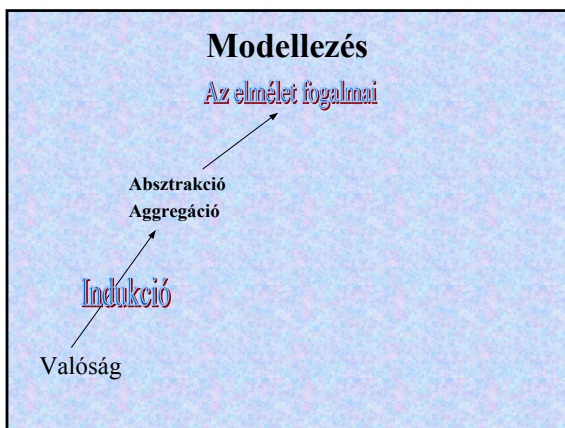 Modellezés
Az elmélet fogalmai
Absztrakció
Aggregáció
Indukció
Valóság